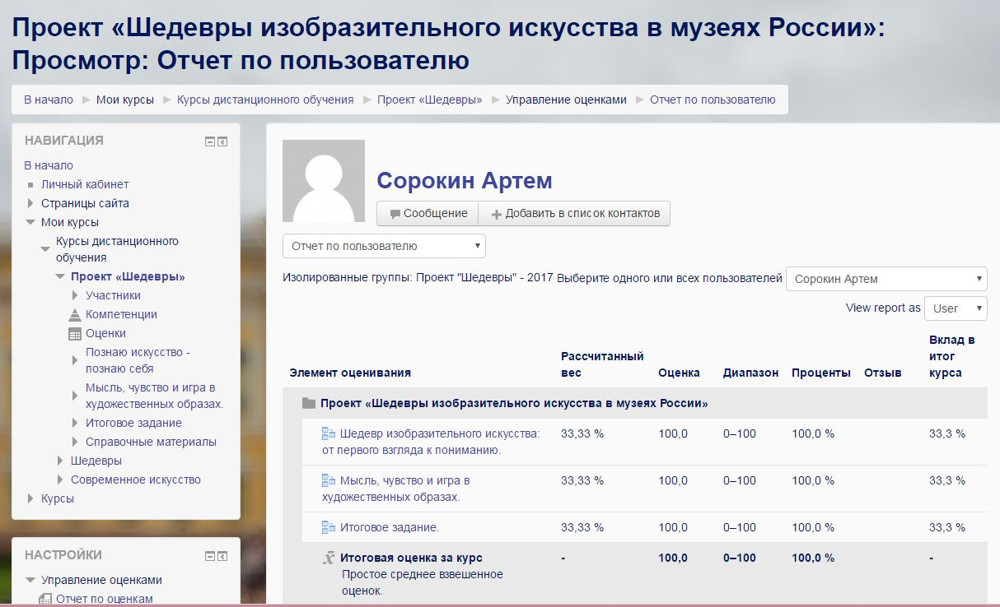 Проект «Шедевры изобразительного искусства в музеях России»:
Просмотр: Отчет по пользователю
В начало Мои курсы Курсы дистанционного обучения Проект «Шедевры» Управление оценками Отчет по пользователю
НАВИГАЦИЯ
В начало
Личный кабинет
Страницы сайта
Мои курсы
Курсы дистанционного
обучения
Проект «Шедевры»
Участники
Компетенции
Оценки
Познаю искусство -
познаю себя
Мысль, чувство и игра в
художественных образах.
Итоговое задание
Справочные материалы
Шедевры
Современное искусство
Курсы
НАСТРОЙКИ
Управление оценками
Отчет по оценкам
Сорокин Артем
Сообщение Добавить в список контактов
Отчет по пользователю
Изолированные группы: Проект "Шедевры" - 2017 Выберите одного или всех пользователей Сорокин Артем
View report as User
Элемент оценивания Рассчитанный вес Оценка Диапазон Проценты Отзыв Вклад в итог курса
Проект «Шедевры изобразительного искусства в музеях России»
Шедевр изобразительного искусства: 33,33 % 100,0 0–100 100,0 % 33,3 %
от первого взгляда к пониманию.
Мысль, чувство и игра в 33,33 % 100,0 0–100 100,0 % 33,3 %
художественных образах.
Итоговое задание. 33,33 % 100,0 0–100 100,0 % 33,3 %
x̄ Итоговая оценка за курс - 100,0 0–100 100,0 % -
Простое среднее взвешенное
оценок.